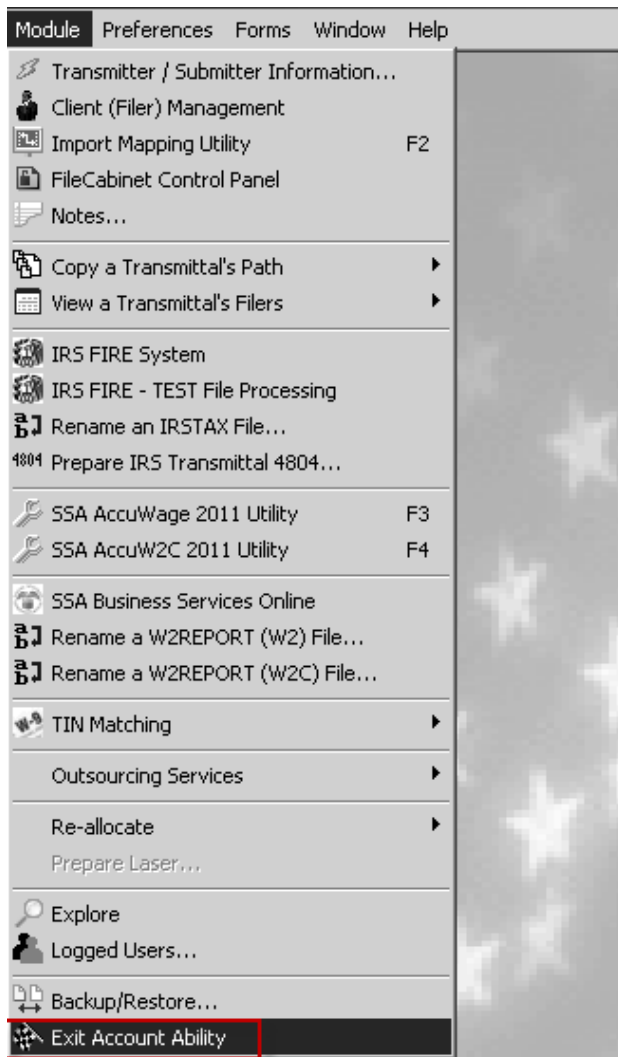 Module Preferences Forms Window Help
Transmitter / Submitter Information...
Client (Filer) Management
Import Mapping Utility F2
FileCabinet Control Panel
Notes...
Copy a Transmittal's Path
View a Transmittal's Filers
IRS FIRE System
IRS FIRE - TEST File Processing
Rename an IRSTAX File...
4804 Prepare IRS Transmittal 4804...
SSA AccuWage 2011 Utility F3
SSA AccuW2C 2011 Utility F4
SSA Business Services Online
Rename a W2REPORT (W2) File...
Rename a W2REPORT (W2C) File...
W-9 TIN Matching
Outsourcing Services
Re-allocate
Prepare Laser...
Explore
Logged Users...
Backup/Restore...
Exit Account Ability